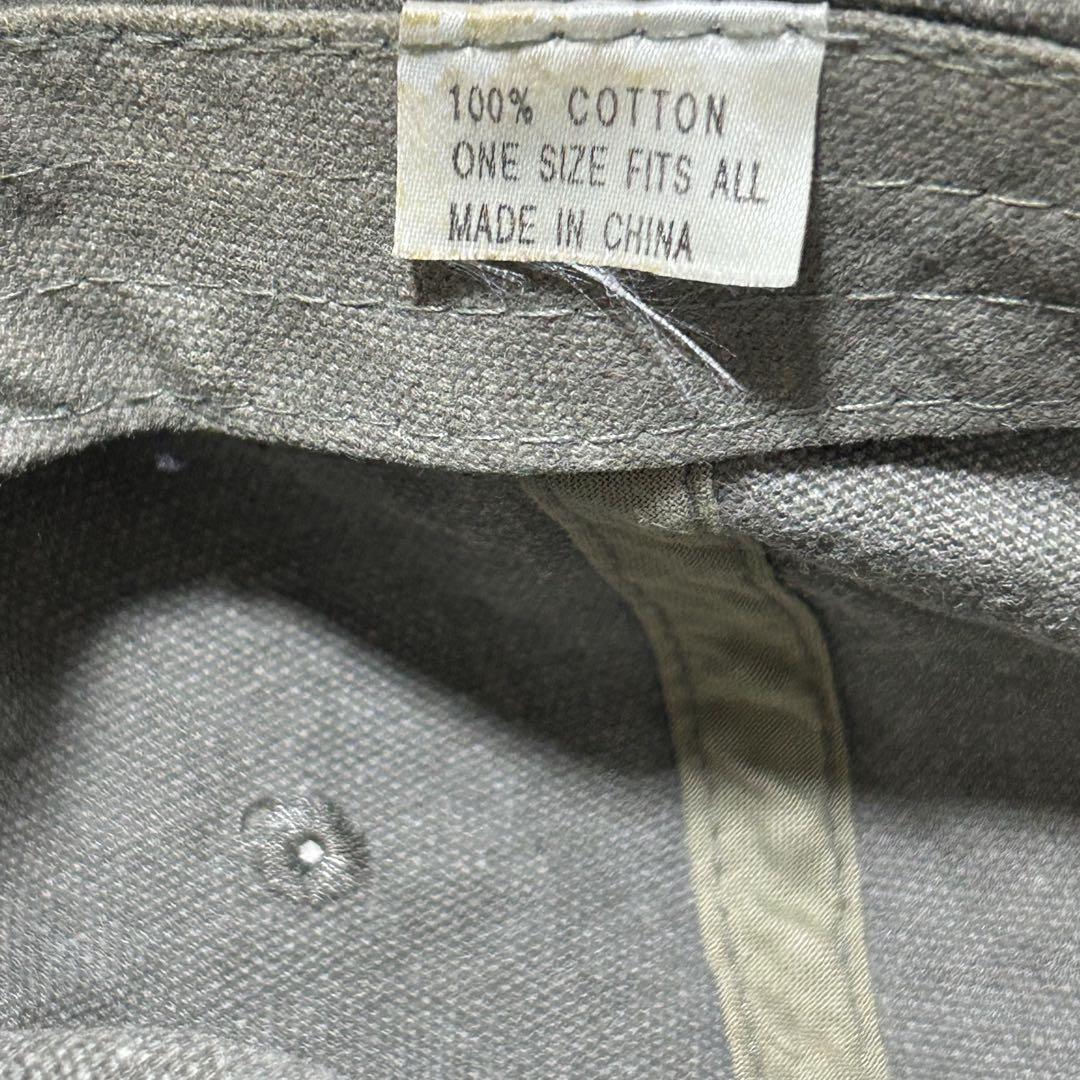 100% COTTON
ONE SIZE FITS ALL
MADE IN CHINA